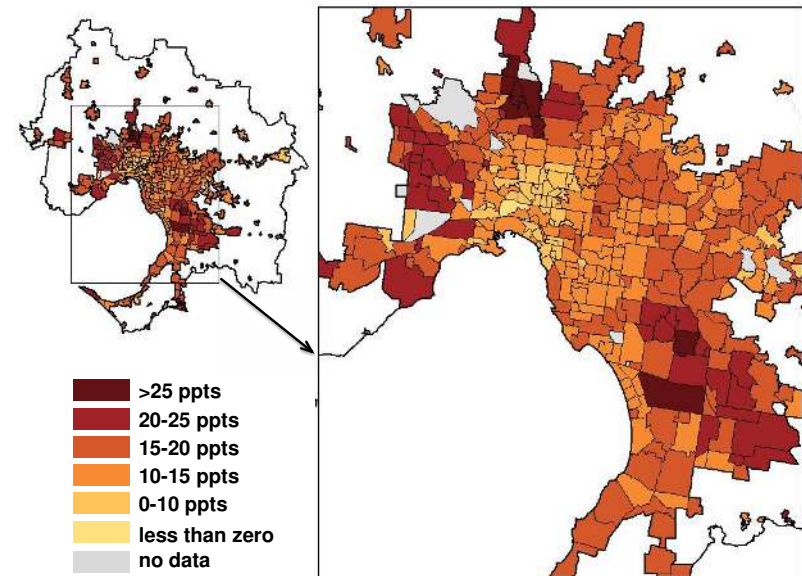 >25 ppts
20-25 ppts
15-20 ppts
10-15 ppts
0-10 ppts
less than zero
no data